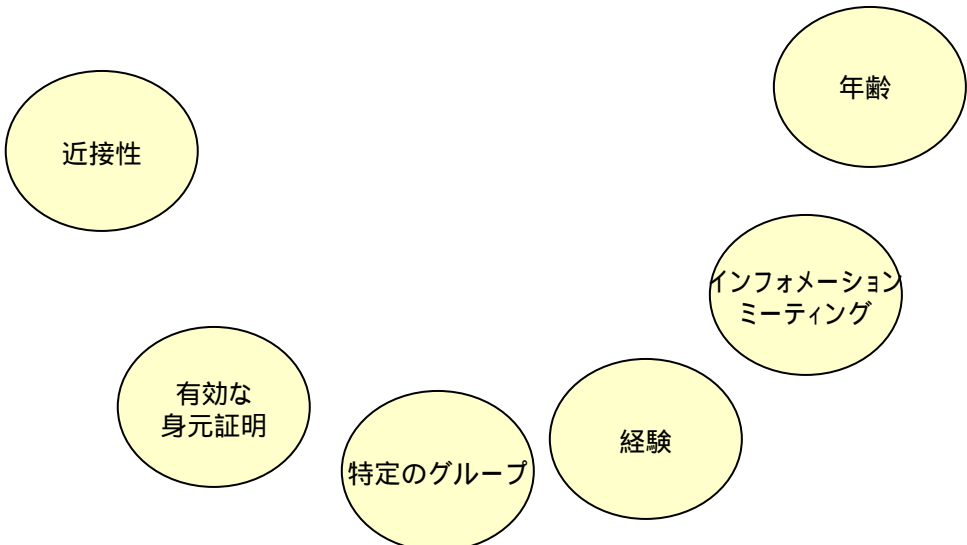 年齢
近接性
インフォメーション
ミーティング
有効な
身元証明
経験
特定のグループ